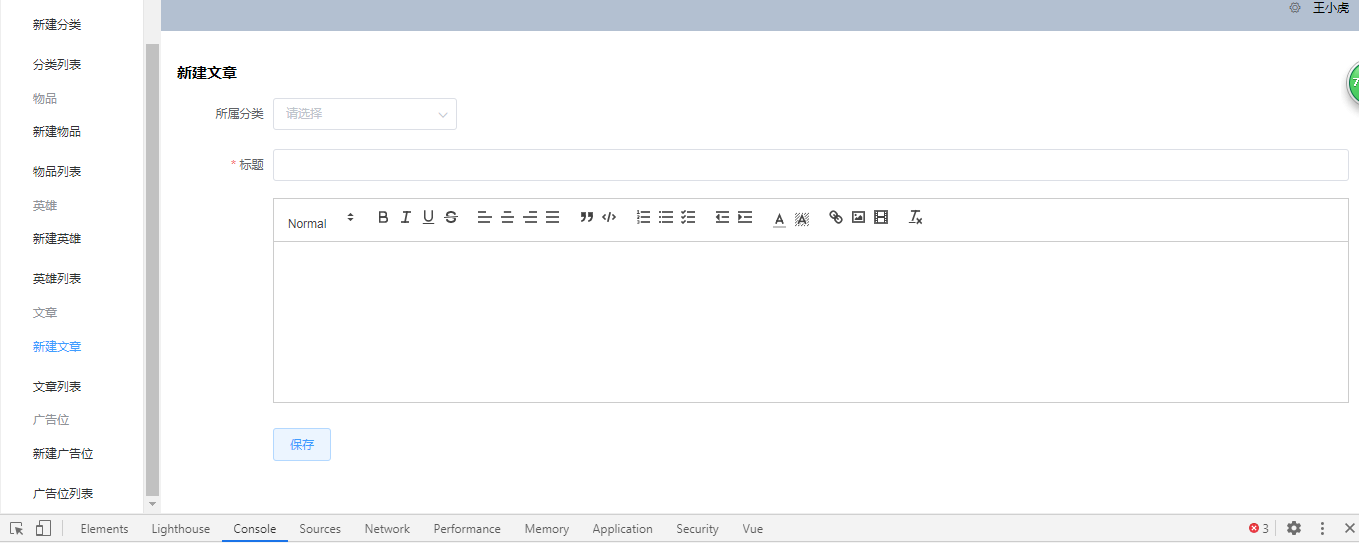 王小虎
新建分类
分类列表
物品
新建物品
物品列表
英雄
新建英雄
英雄列表
文章
新建文章
文章列表
广告位
新建广告位
广告位列表
新建文章
所属分类 请选择
* 标题
Normal
保存
Elements Lighthouse Console Sources Network Performance Memory Application Security Vue 3